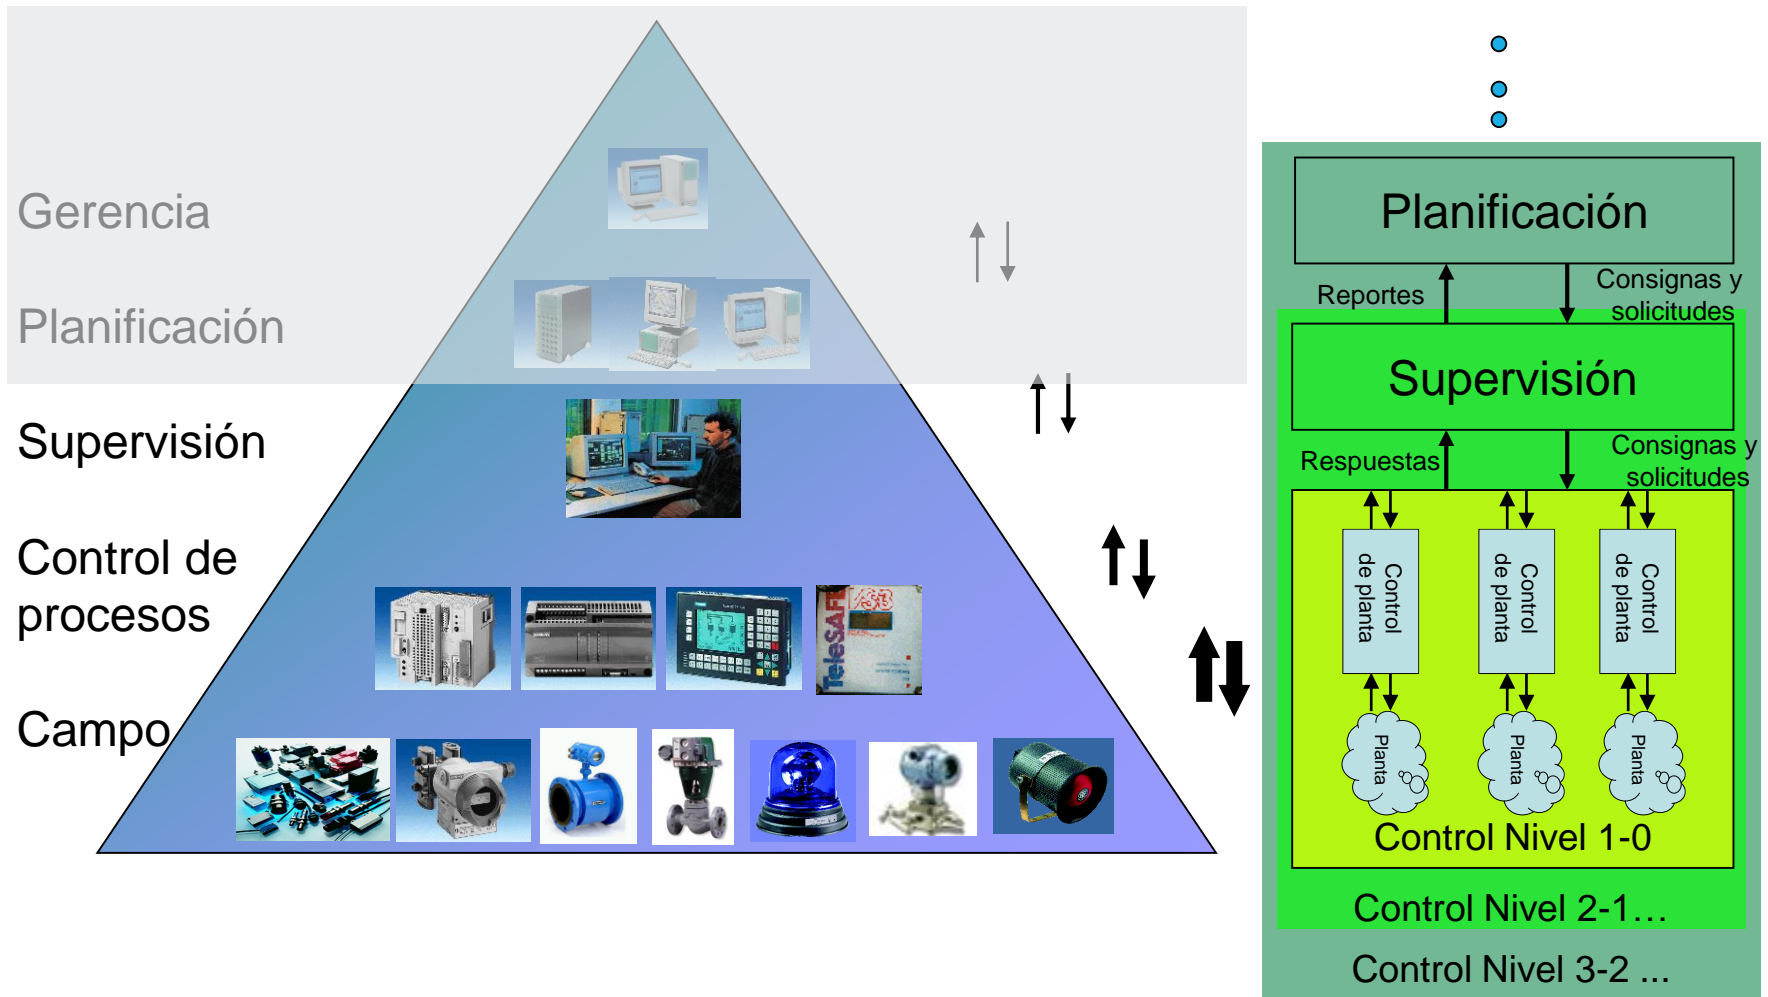 Gerencia
Planificación
Supervisión
Control de
procesos
Campo
TeleSAFE
Planificación
Reportes
Consignas y
solicitudes
Supervisión
Respuestas
Consignas y
solicitudes
Control
de planta
Control
de planta
Control
de planta
Planta
Planta
Planta
Control Nivel 1-0
Control Nivel 2-1...
Control Nivel 3-2 ...